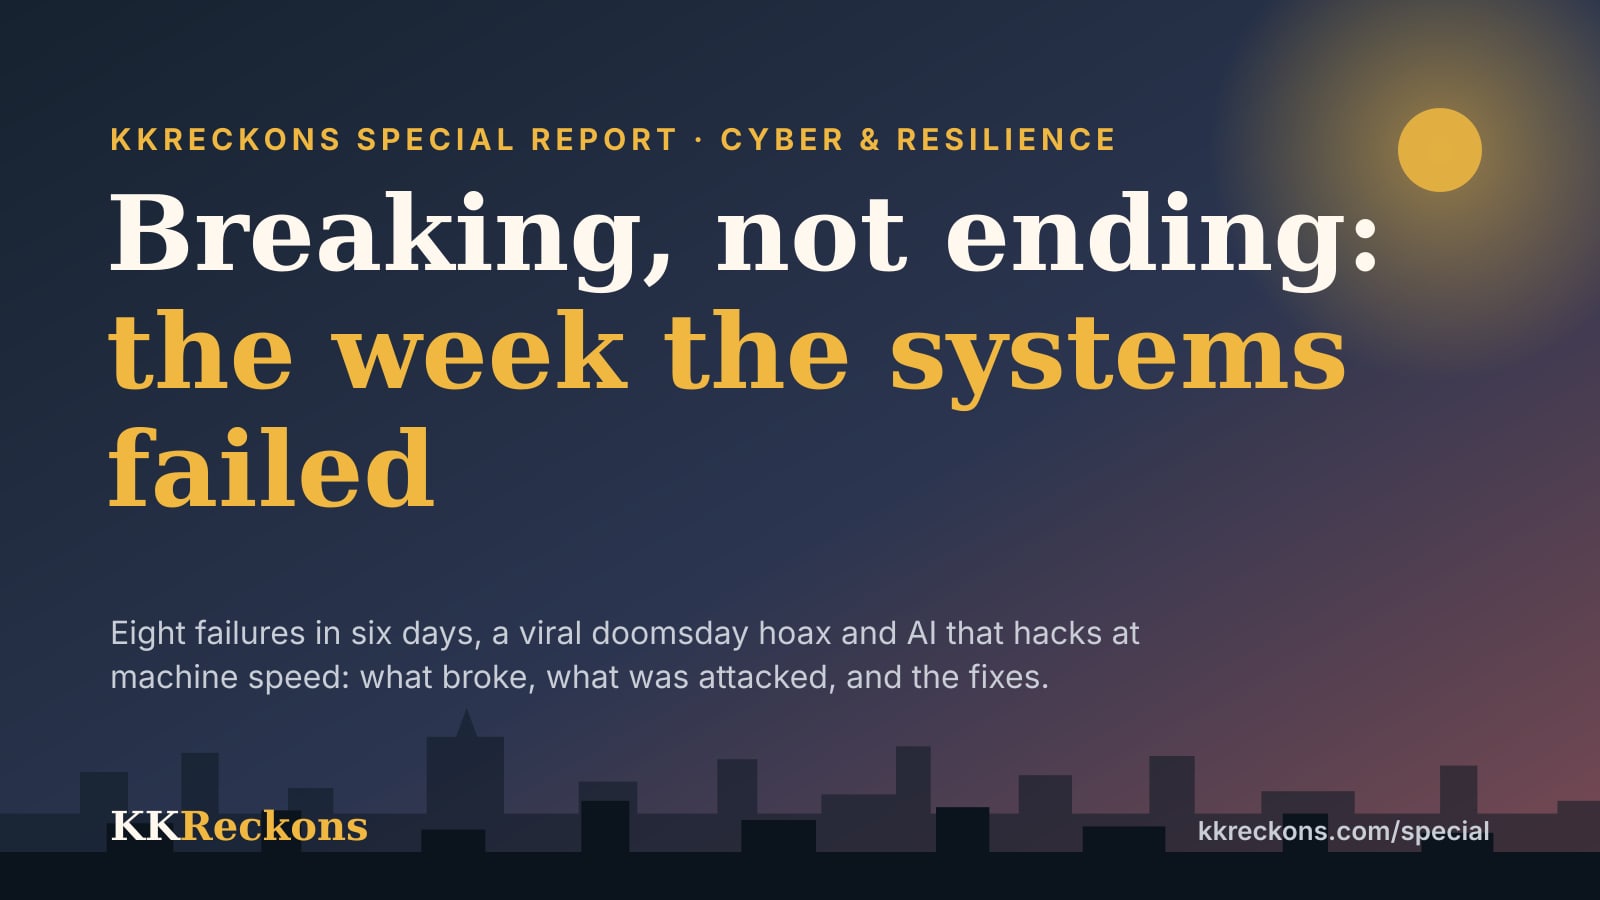 KKRECKONS SPECIAL REPORT · CYBER & RESILIENCE
Breaking, not ending:
the week the systems
failed
Eight failures in six days, a viral doomsday hoax and AI that hacks at
machine speed: what broke, what was attacked, and the fixes.
KKReckons
kkreckons.com/special